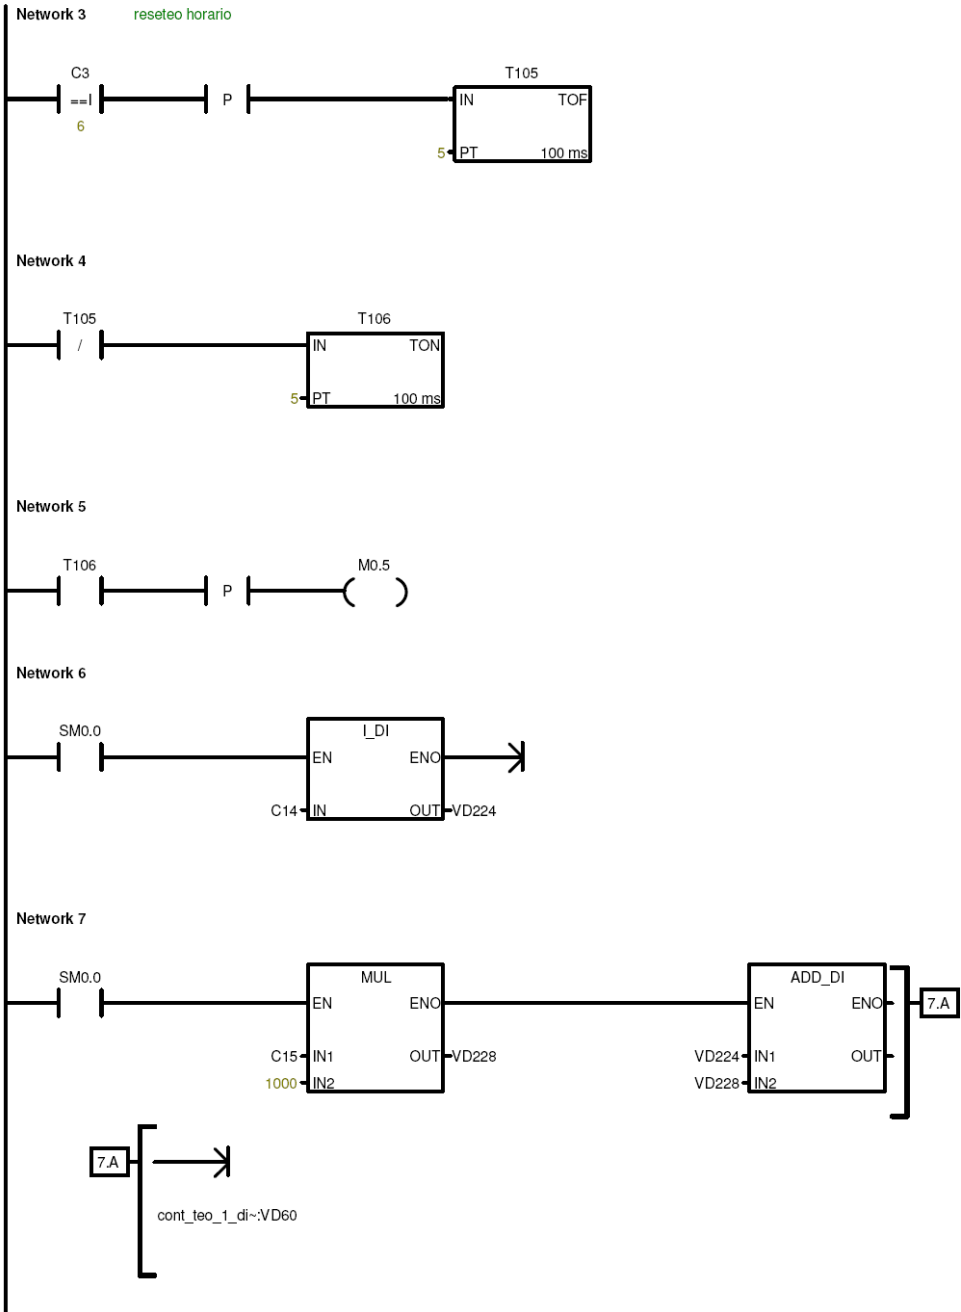 Network 3 reseteo horario
C3 T105
==I P IN TOF
6
5 PT 100 ms
Network 4
T105 T106
/ IN TON
5 PT 100 ms
Network 5
T106 M0.5
P
Network 6
SM0.0 I_DI
EN ENO
C14 IN OUT VD224
Network 7
SM0.0 MUL ADD_DI
EN ENO EN ENO 7.A
C15 IN1 OUT VD228 VD224 IN1 OUT
1000 IN2 VD228 IN2
7.A
cont_teo_1_di~:VD60